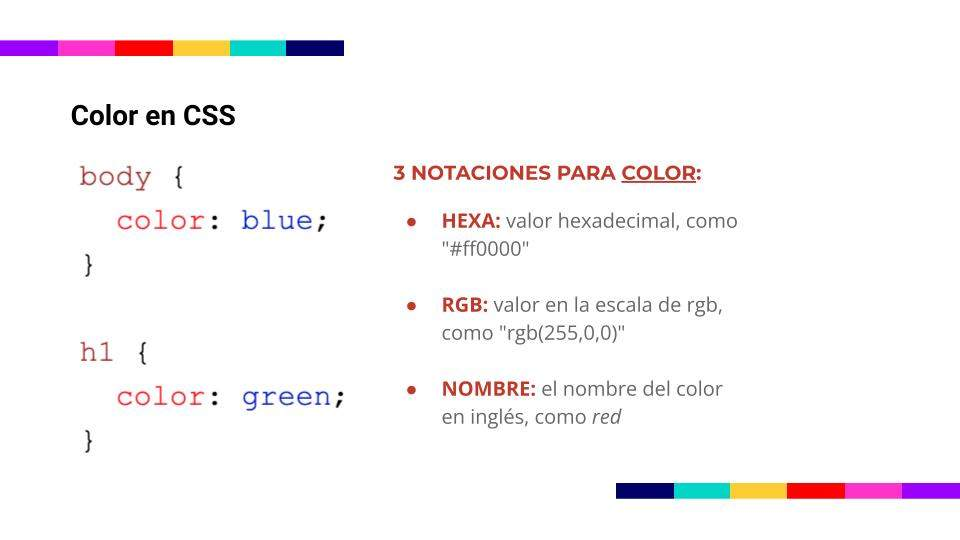 Color en CSS
body {
  color: blue;
}
h1 {
  color: green;
}
3 NOTACIONES PARA COLOR:
● HEXA: valor hexadecimal, como
"#ff0000"
● RGB: valor en la escala de rgb,
como "rgb(255,0,0)"
● NOMBRE: el nombre del color
en inglés, como red